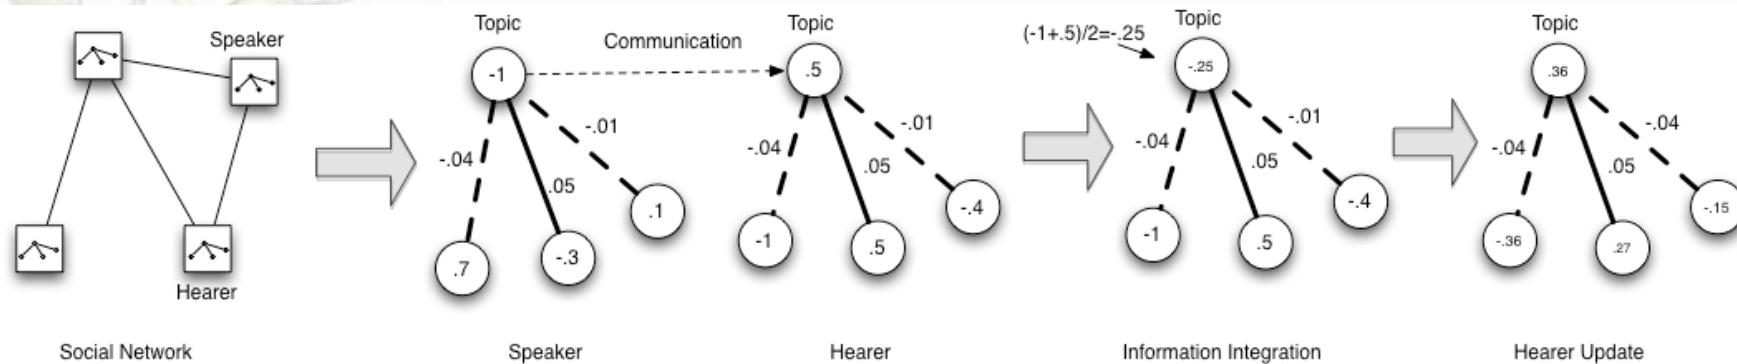 Speaker
Hearer
Social Network
Topic
-1
-.04
.05
-.01
.7
-.3
.1
Speaker
Communication
Topic
.5
-.04
.05
-.01
-1
.5
-.4
Hearer
(-1+.5)/2=-.25
Topic
-.25
-.04
.05
-.01
-1
.5
-.4
Information Integration
Topic
.36
-.04
.05
-.04
-.36
.27
-.15
Hearer Update